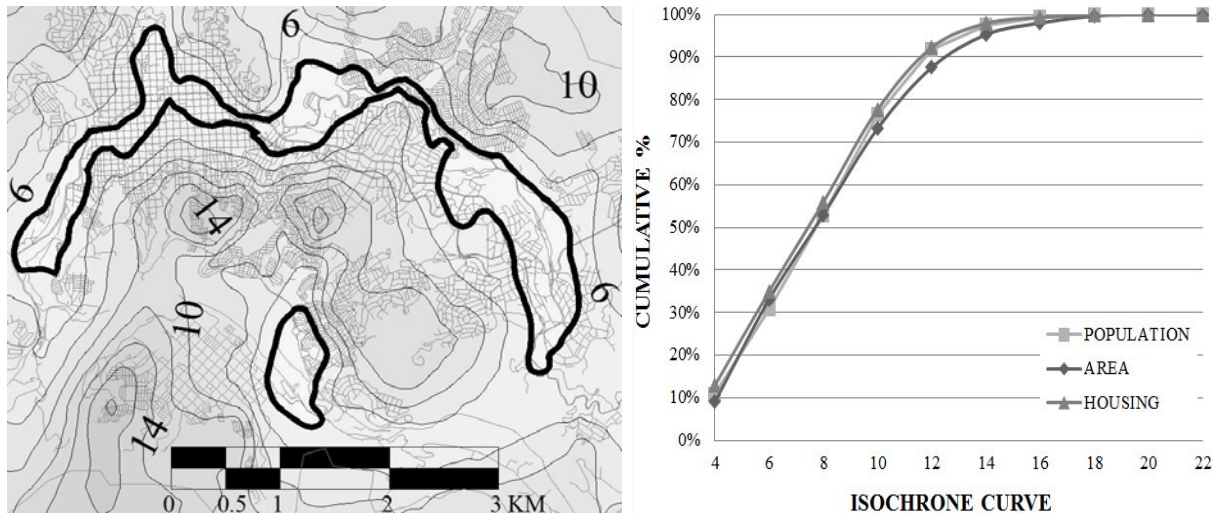 6
10
6
14
6
10
14
0 0.5 1 2 3 KM
100%
90%
80%
70%
60%
50%
40%
30%
20%
10%
0%
CUMULATIVE %
POPULATION
AREA
HOUSING
4 6 8 10 12 14 16 18 20 22
ISOCHRONE CURVE